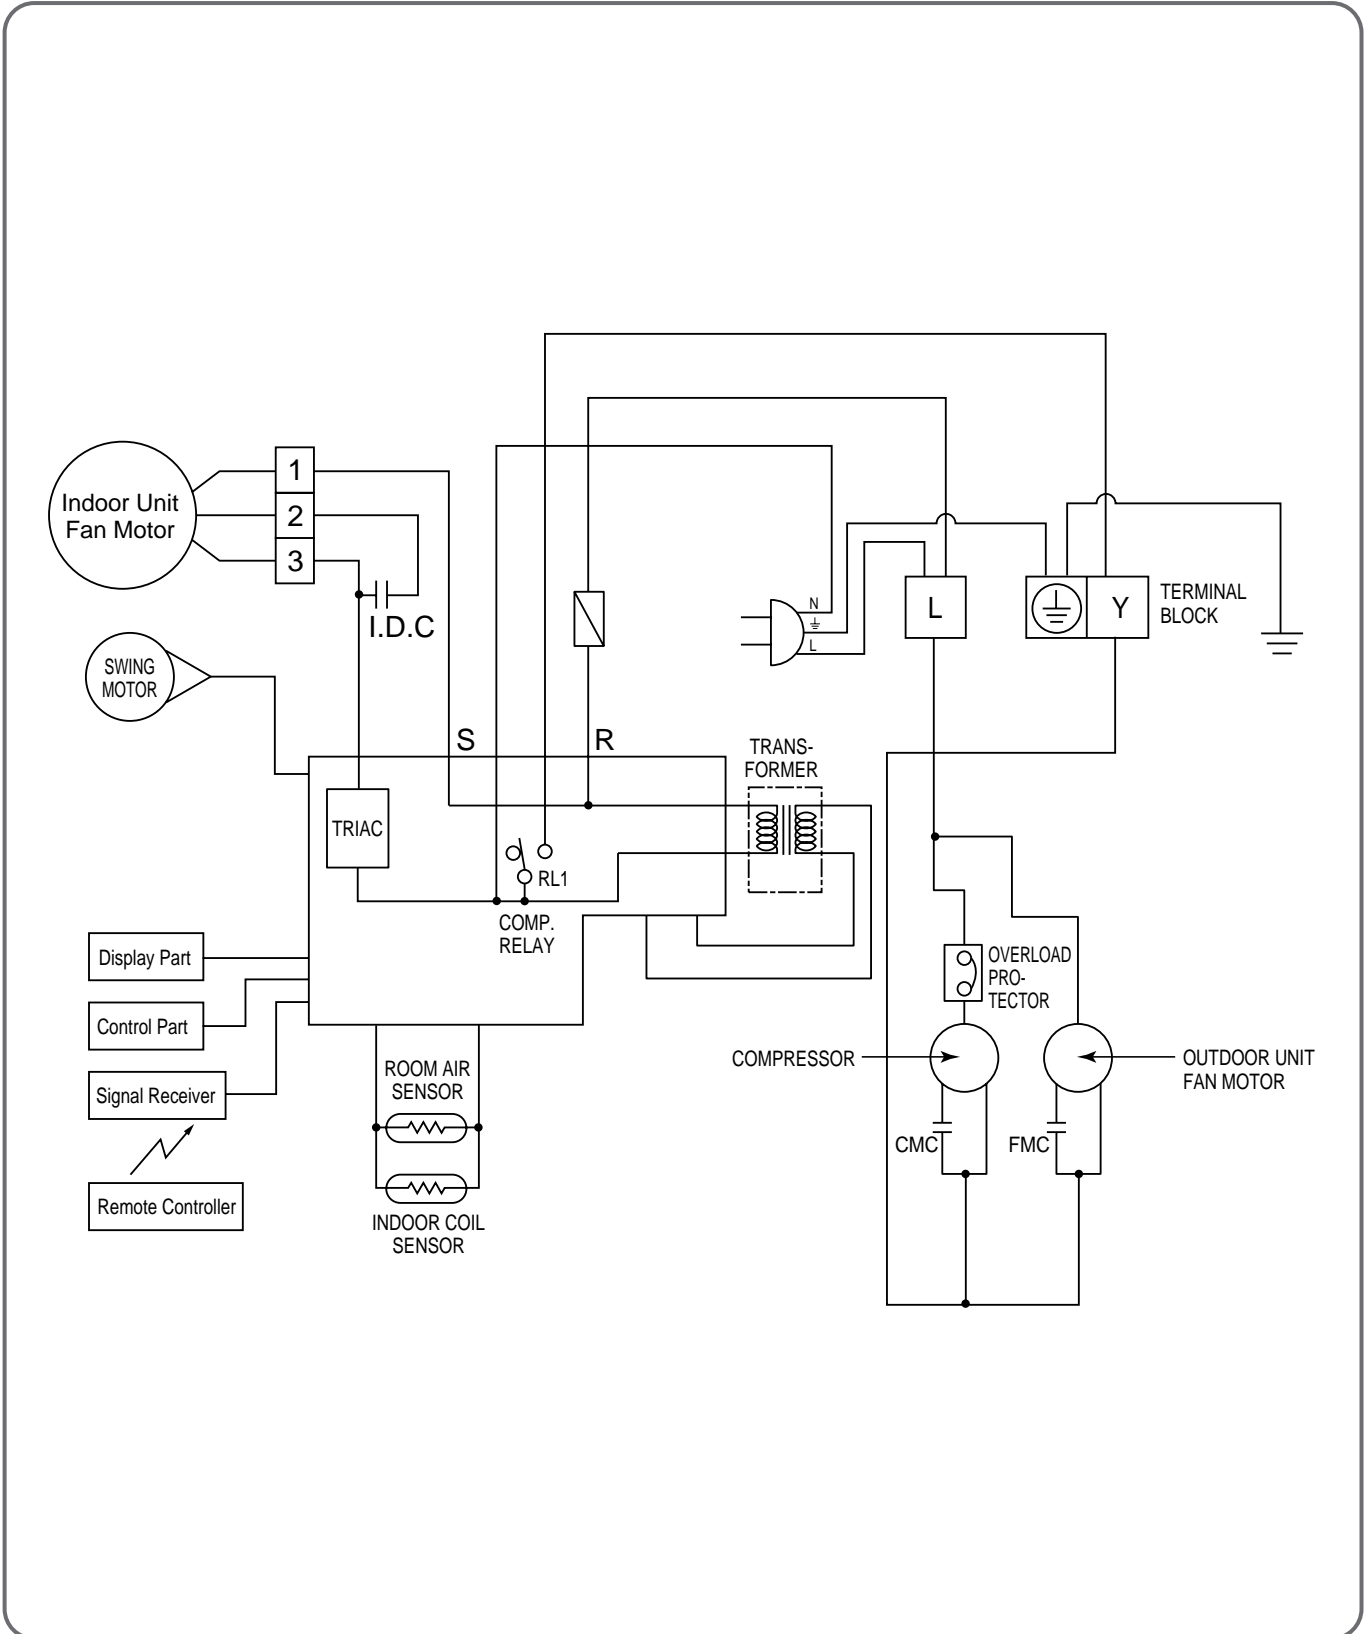 1
Indoor Unit
Fan Motor
2
3
I.D.C
N
L
L
Y
TERMINAL
BLOCK
SWING
MOTOR
S
R
TRANS-
FORMER
TRIAC
RL1
COMP.
RELAY
Display Part
Control Part
Signal Receiver
Remote Controller
ROOM AIR
SENSOR
INDOOR COIL
SENSOR
OVERLOAD
PRO-
TECTOR
COMPRESSOR
OUTDOOR UNIT
FAN MOTOR
CMC
FMC